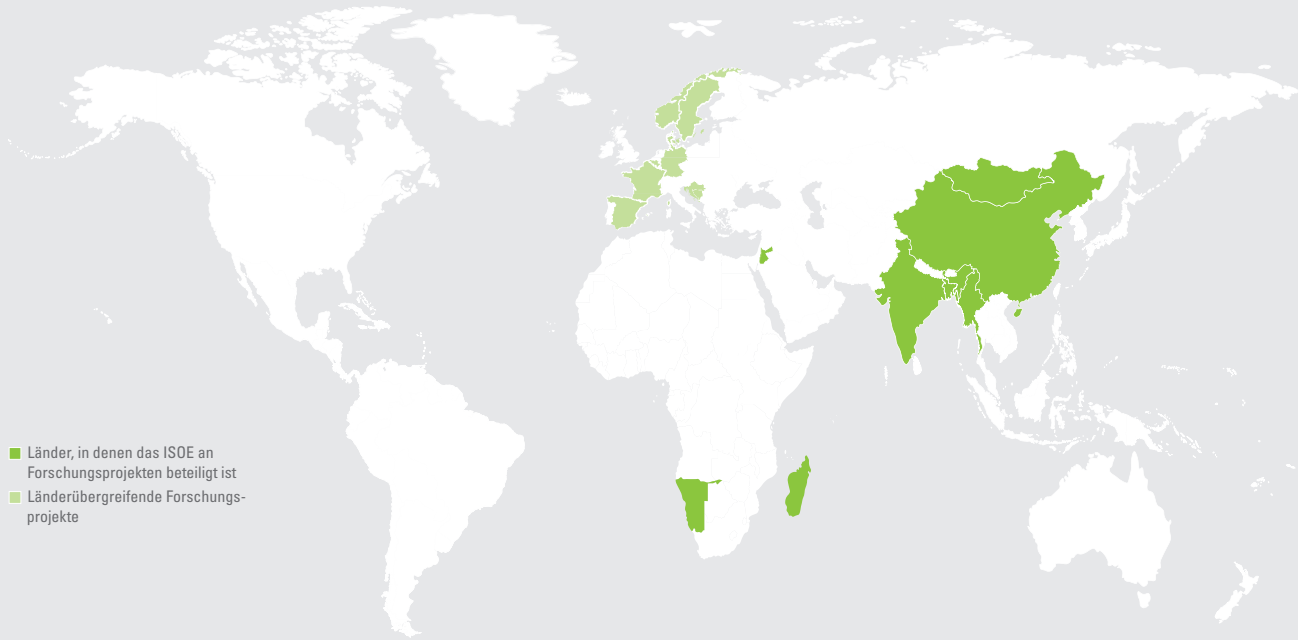 Länder, in denen das ISOE an
Forschungsprojekten beteiligt ist
Länderübergreifende Forschungs-
projekte